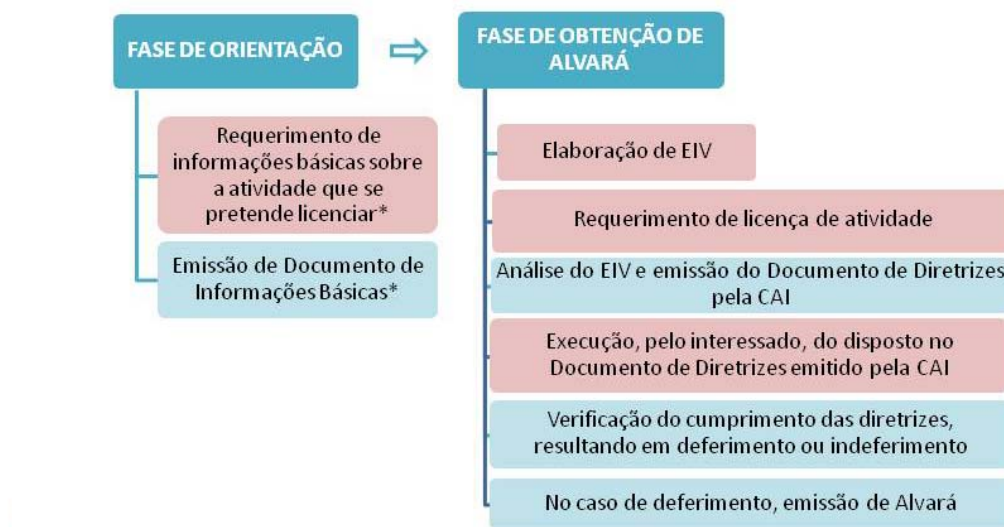 FASE DE ORIENTAÇÃO
Requerimento de
informações básicas sobre
a atividade que se
pretende licenciar*
Emissão de Documento de
Informações Básicas*
FASE DE OBTENÇÃO DE
ALVARÁ
Elaboração de EIV
Requerimento de licença de atividade
Análise do EIV e emissão do Documento de Diretrizes
pela CAI
Execução, pelo interessado, do disposto no
Documento de Diretrizes emitido pela CAI
Verificação do cumprimento das diretrizes,
resultando em deferimento ou indeferimento
No caso de deferimento, emissão de Alvará